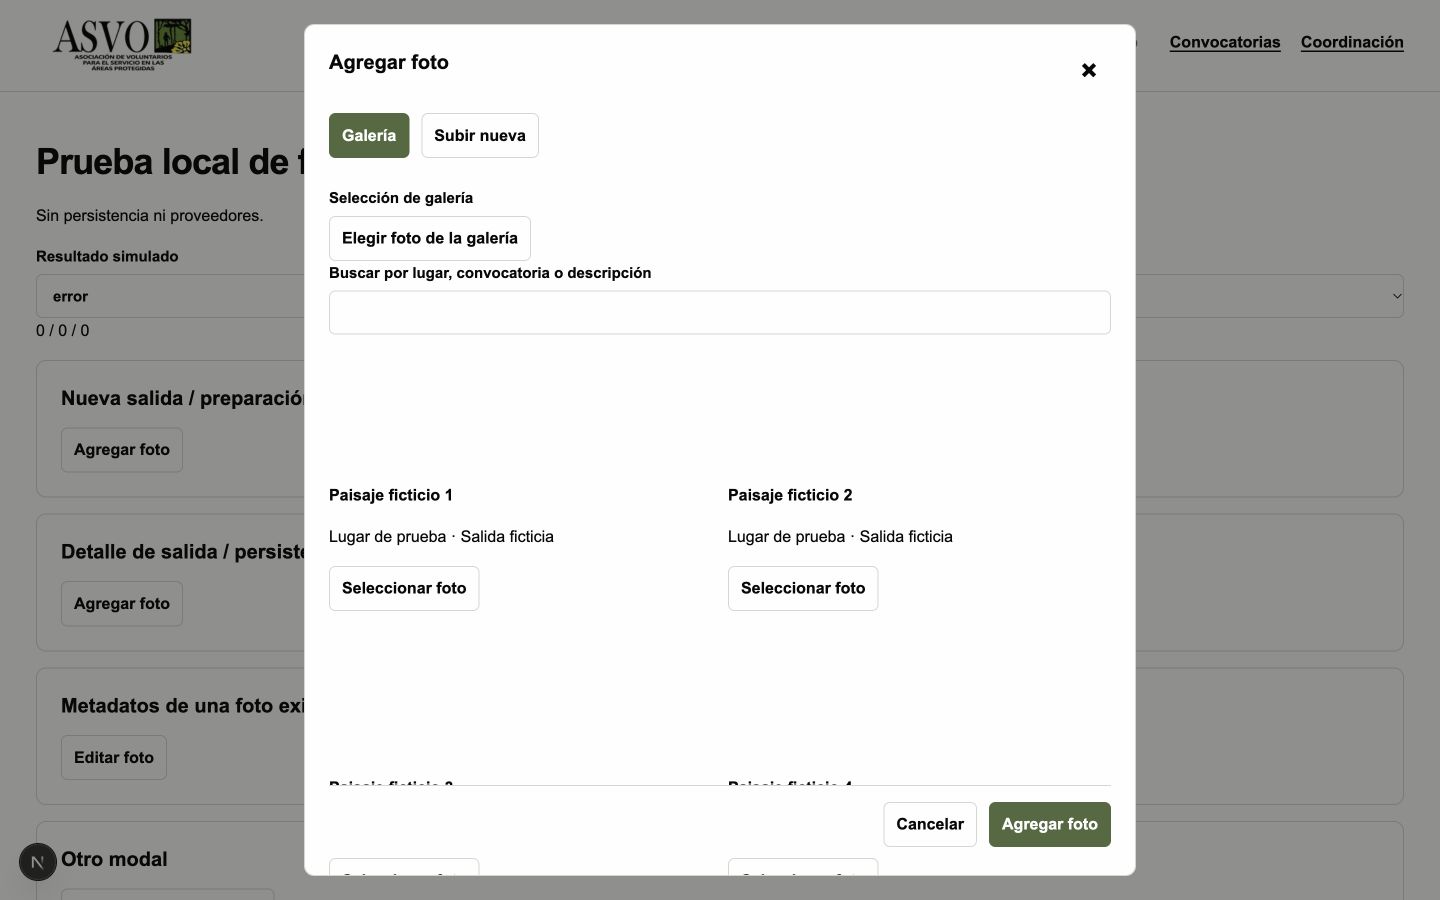 ASVO
ASOCIACIÓN DE VOLUNTARIOS
PARA EL SERVICIO EN LAS
ÁREAS PROTEGIDAS
Convocatorias
Coordinación
Prueba local de
Sin persistencia ni proveedores.
Resultado simulado
error
0 / 0 / 0
Nueva salida / preparación
Agregar foto
Detalle de salida / persiste
Agregar foto
Metadatos de una foto exi
Editar foto
Otro modal
N
Agregar foto
Galería
Subir nueva
Selección de galería
Elegir foto de la galería
Buscar por lugar, convocatoria o descripción
Paisaje ficticio 1
Lugar de prueba · Salida ficticia
Seleccionar foto
Paisaje ficticio 2
Lugar de prueba · Salida ficticia
Seleccionar foto
Cancelar
Agregar foto